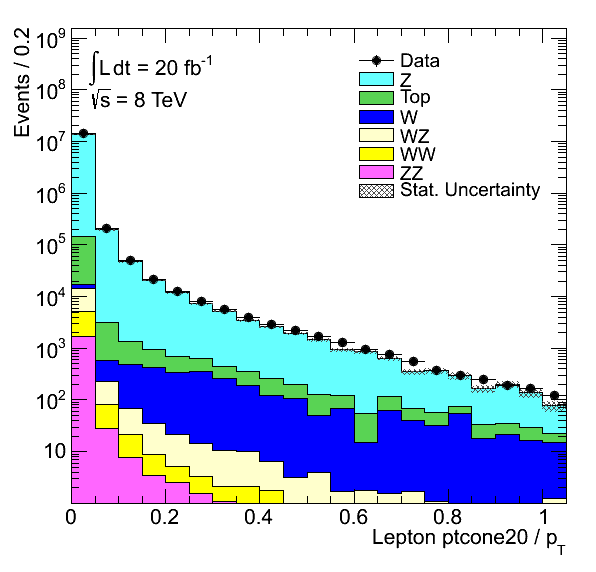 Events / 0.2
10⁹
10⁸
10⁷
10⁶
10⁵
10⁴
10³
10²
10
∫L dt = 20 fb⁻¹
√s = 8 TeV
Data
Z
Top
W
WZ
WW
ZZ
Stat. Uncertainty
0 0.2 0.4 0.6 0.8 1
Lepton ptcone20 / p_T